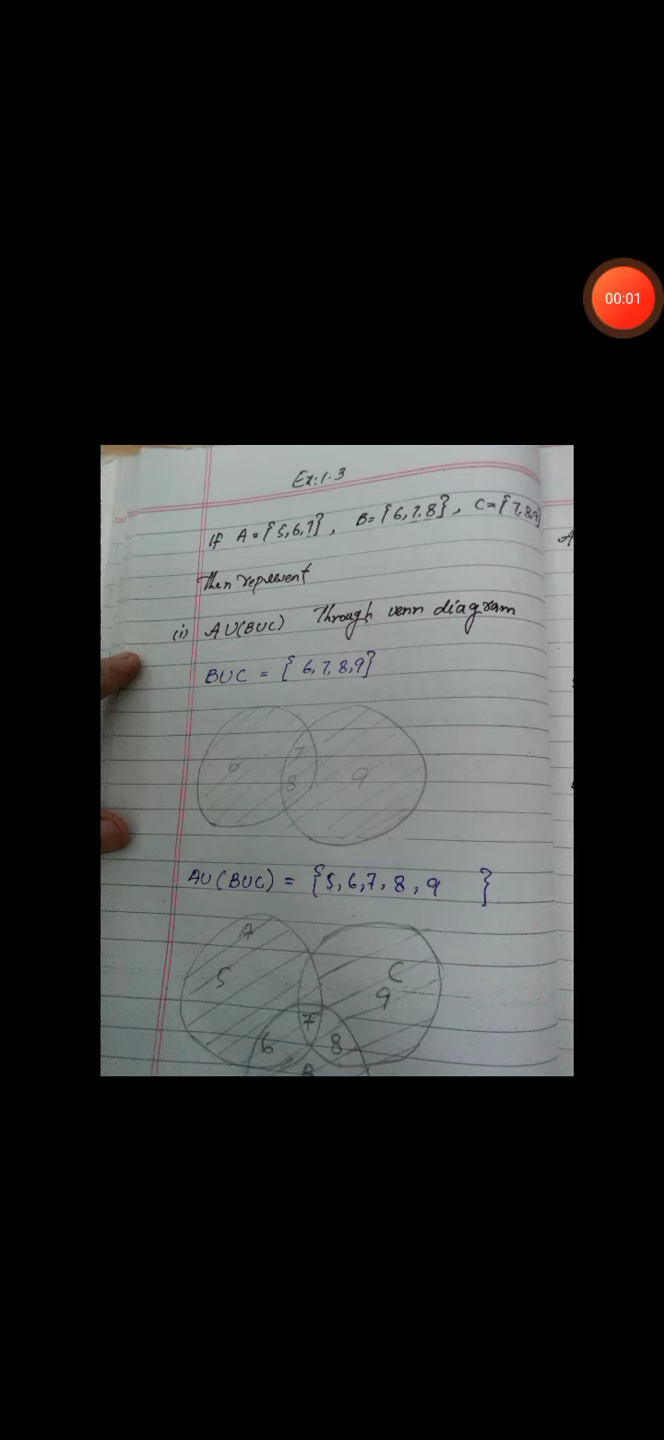 00:01
Ex:1.3
If A = {5,6,7}, B= {6,7,8}, C = {7,8,9}
Then represent
(i) AU(BUC) Through venn diagram
BUC = { 6,7,8,9}
7
8 9
AU(BUC) = {5,6,7,8,9 }
A
5 C
9
7
6 8
B